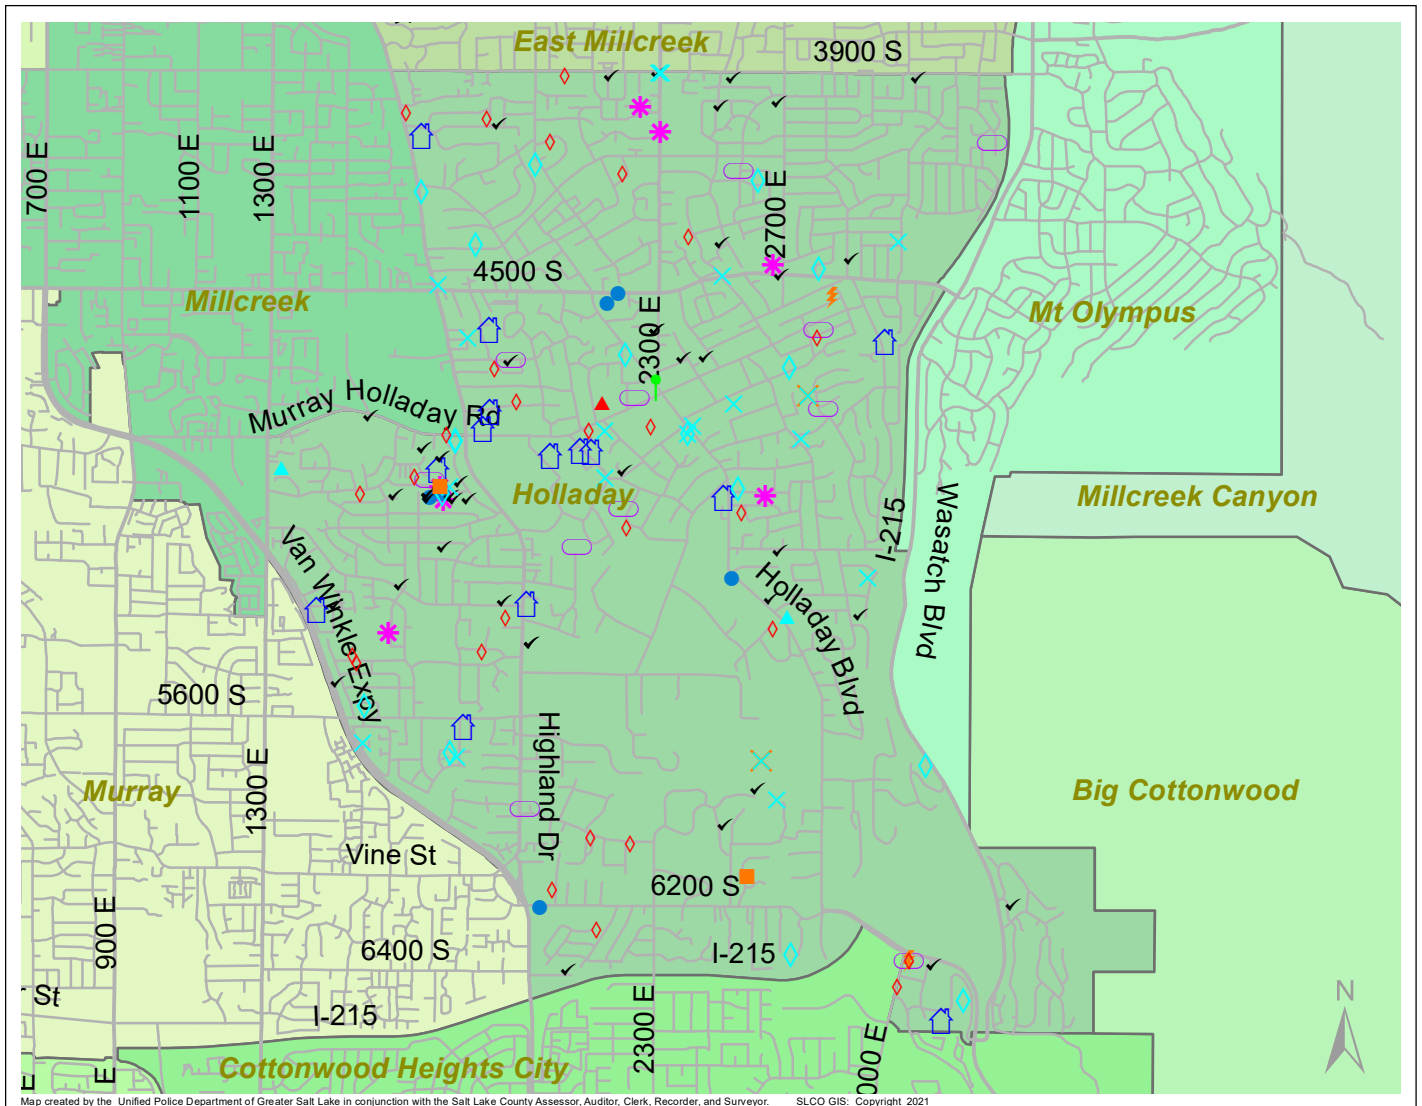 East Millcreek
3900 S
700 E
1100 E
1300 E
2700 E
4500 S
Millcreek
Mt Olympus
2300 E
Murray Holladay Rd
Holladay
Millcreek Canyon
I-215
Wasatch Blvd
Van Winkle Expy
Holladay Blvd
5600 S
Highland Dr
Murray
1300 E
Big Cottonwood
Vine St
6200 S
900 E
6400 S
I-215
St
I-215
2300 E
N
000 E
Cottonwood Heights City
E
E
Map created by the Unified Police Department of Greater Salt Lake in conjunction with the Salt Lake County Assessor, Auditor, Clerk, Recorder, and Surveyor. SLCO GIS: Copyright 2021